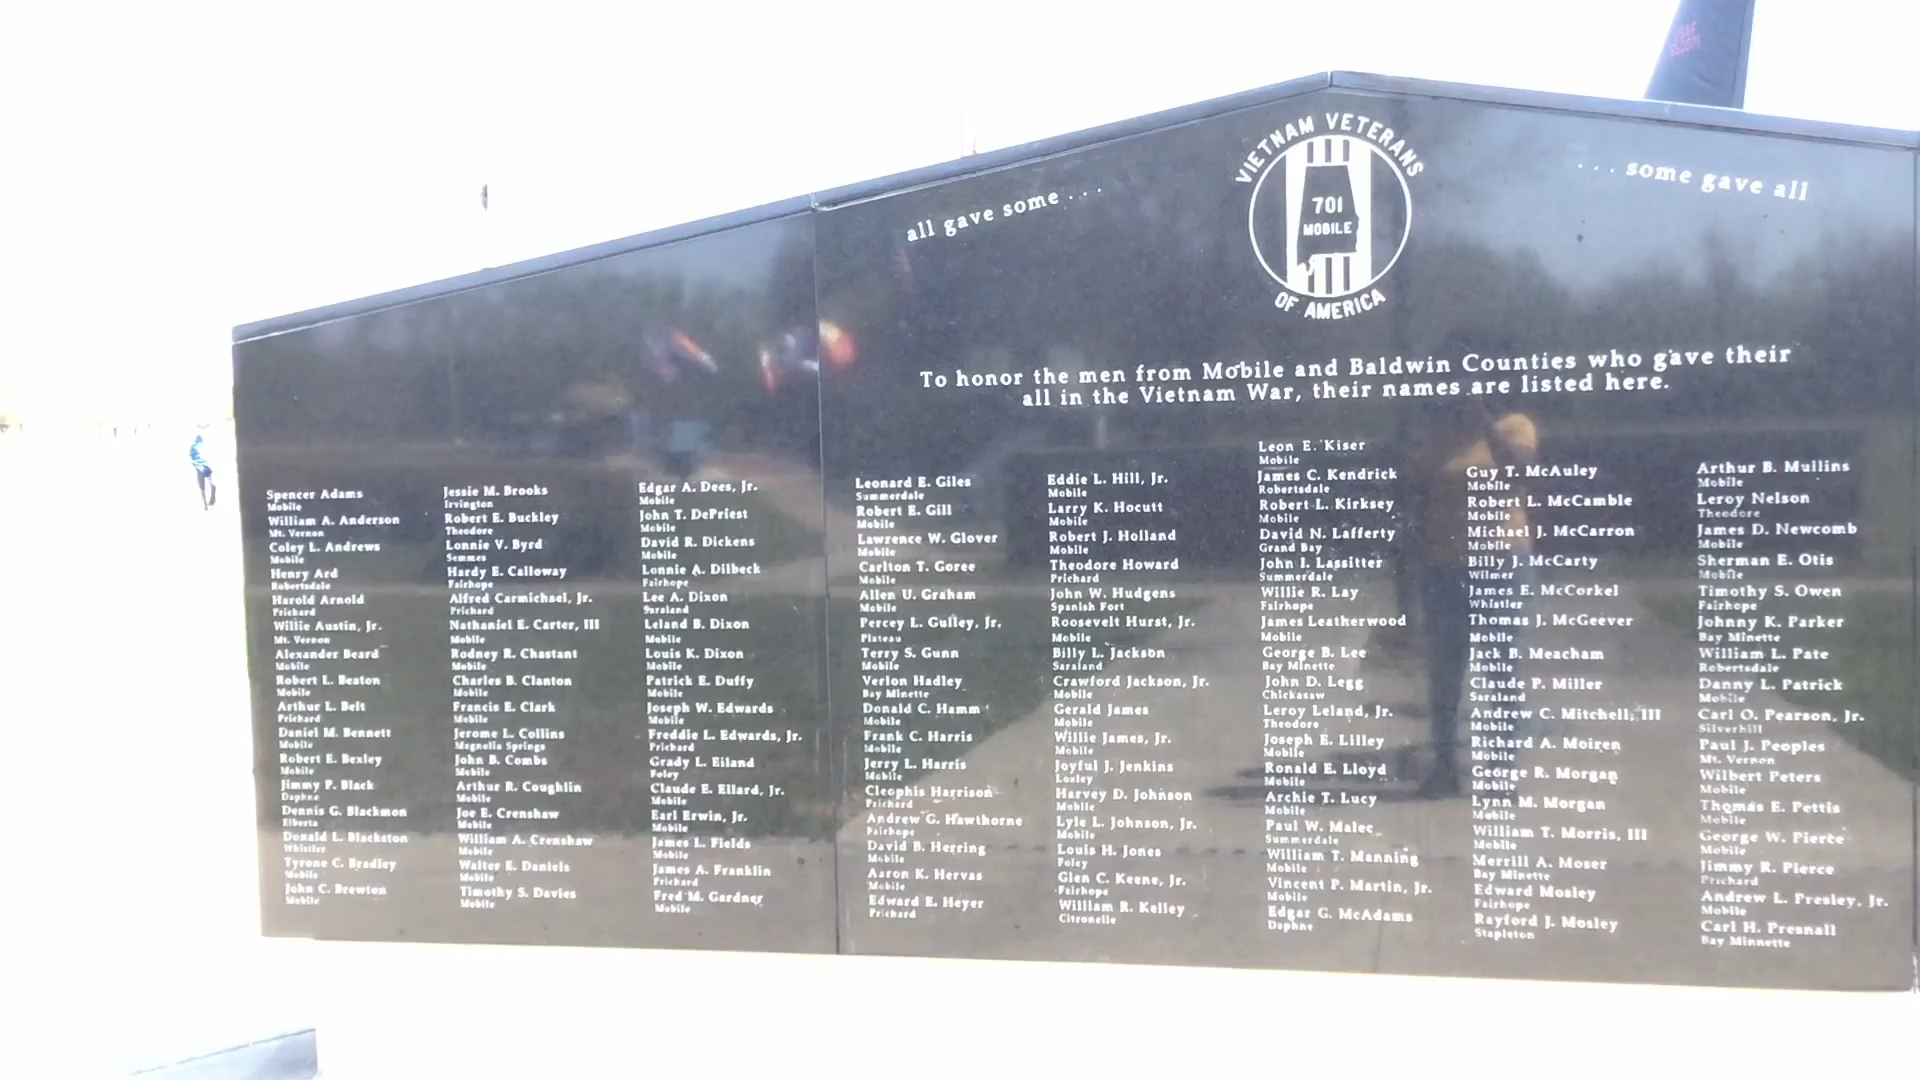 USAF
VIETNAM VETERANS
701
MOBILE
OF AMERICA
all gave some . . .
. . . some gave all
To honor the men from Mobile and Baldwin Counties who gave their
all in the Vietnam War, their names are listed here.
Spencer Adams
Mobile
William A. Anderson
Mt. Vernon
Coley L. Andrews
Mobile
Henry Ard
Robertsdale
Harold Arnold
Prichard
Willie Austin, Jr.
Mt. Vernon
Alexander Beard
Mobile
Robert L. Beaton
Mobile
Arthur L. Belt
Prichard
Daniel M. Bennett
Mobile
Robert E. Bexley
Mobile
Jimmy P. Black
Daphne
Dennis G. Blackmon
Elberta
Donald L. Blackston
Whistler
Tyrone C. Bradley
Mobile
John C. Brewton
Mobile
Jessie M. Brooks
Irvington
Robert E. Buckley
Theodore
Lonnie V. Byrd
Semmes
Hardy E. Calloway
Fairhope
Alfred Carmichael, Jr.
Prichard
Nathaniel E. Carter, III
Mobile
Rodney R. Chastant
Mobile
Charles B. Clanton
Mobile
Francis E. Clark
Mobile
Jerome L. Collins
Magnolia Springs
John B. Combs
Mobile
Arthur R. Coughlin
Mobile
Joe E. Crenshaw
Mobile
William A. Crenshaw
Mobile
Walter E. Daniels
Mobile
Timothy S. Davies
Mobile
Edgar A. Dees, Jr.
Mobile
John T. DePriest
Mobile
David R. Dickens
Mobile
Lonnie A. Dilbeck
Fairhope
Lee A. Dixon
Saraland
Leland B. Dixon
Mobile
Louis K. Dixon
Mobile
Patrick E. Duffy
Mobile
Joseph W. Edwards
Mobile
Freddie L. Edwards, Jr.
Prichard
Grady L. Eiland
Foley
Claude E. Ellard, Jr.
Mobile
Earl Erwin, Jr.
Mobile
James L. Fields
Mobile
James A. Franklin
Prichard
Fred M. Gardner
Mobile
Leonard E. Giles
Summerdale
Robert E. Gill
Mobile
Lawrence W. Glover
Mobile
Carlton T. Goree
Mobile
Allen U. Graham
Mobile
Percey L. Gulley, Jr.
Plateau
Terry S. Gunn
Mobile
Verlon Hadley
Bay Minette
Donald C. Hamm
Mobile
Frank C. Harris
Mobile
Jerry L. Harris
Mobile
Cleophis Harrison
Prichard
Andrew G. Hawthorne
Fairhope
David B. Herring
Mobile
Aaron K. Hervas
Mobile
Edward E. Heyer
Prichard
Eddie L. Hill, Jr.
Mobile
Larry K. Hocutt
Mobile
Robert J. Holland
Mobile
Theodore Howard
Prichard
John W. Hudgens
Spanish Fort
Roosevelt Hurst, Jr.
Mobile
Billy L. Jackson
Saraland
Crawford Jackson, Jr.
Mobile
Gerald James
Mobile
Willie James, Jr.
Mobile
Joyful J. Jenkins
Loxley
Harvey D. Johnson
Mobile
Lyle L. Johnson, Jr.
Mobile
Louis H. Jones
Foley
Glen C. Keene, Jr.
Fairhope
William R. Kelley
Citronelle
Leon E. Kiser
Mobile
James C. Kendrick
Robertsdale
Robert L. Kirksey
Mobile
David N. Lafferty
Grand Bay
John I. Lassitter
Summerdale
Willie R. Lay
Fairhope
James Leatherwood
Mobile
George B. Lee
Bay Minette
John D. Legg
Chickasaw
Leroy Leland, Jr.
Theodore
Joseph E. Lilley
Mobile
Ronald E. Lloyd
Mobile
Archie T. Lucy
Mobile
Paul W. Malec
Summerdale
William T. Manning
Mobile
Vincent P. Martin, Jr.
Mobile
Edgar G. McAdams
Daphne
Guy T. McAuley
Mobile
Robert L. McCamble
Mobile
Michael J. McCarron
Mobile
Billy J. McCarty
Wilmer
James E. McCorkel
Whistler
Thomas J. McGeever
Mobile
Jack B. Meacham
Mobile
Claude P. Miller
Saraland
Andrew C. Mitchell, III
Mobile
Richard A. Moiren
Mobile
George R. Morgan
Mobile
Lynn M. Morgan
Mobile
William T. Morris, III
Mobile
Merrill A. Moser
Bay Minette
Edward Mosley
Fairhope
Rayford J. Mosley
Stapleton
Arthur B. Mullins
Mobile
Leroy Nelson
Theodore
James D. Newcomb
Mobile
Sherman E. Otis
Mobile
Timothy S. Owen
Fairhope
Johnny K. Parker
Bay Minette
William L. Pate
Robertsdale
Danny L. Patrick
Mobile
Carl O. Pearson, Jr.
Silverhill
Paul J. Peoples
Mt. Vernon
Wilbert Peters
Mobile
Thomas E. Pettis
Mobile
George W. Pierce
Mobile
Jimmy R. Pierce
Prichard
Andrew L. Presley, Jr.
Mobile
Carl H. Presnall
Bay Minnette